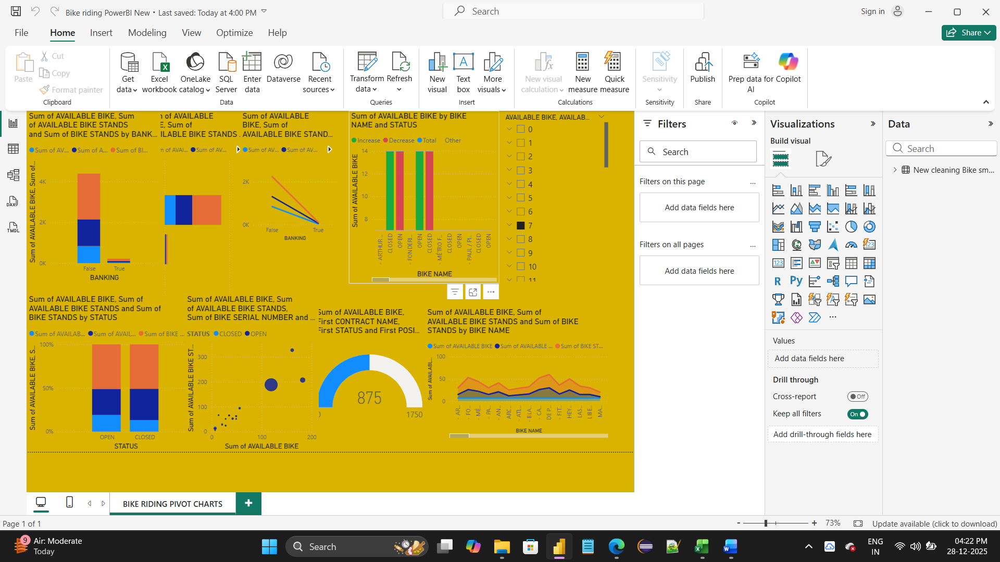 Bike riding PowerBI New • Last saved: Today at 4:00 PM
Search
Sign in
File
Home
Insert
Modeling
View
Optimize
Help
Share
Paste
Cut
Copy
Format painter
Clipboard
Get data
Excel workbook
OneLake catalog
SQL Server
Enter data
Dataverse
Recent sources
Data
Transform data
Refresh
Queries
New visual
Text box
More visuals
Insert
New visual calculation
New measure
Quick measure
Calculations
Sensitivity
Sensitivity
Publish
Share
Prep data for AI
Copilot
Copilot
Sum of AVAILABLE BIKE, Sum
of AVAILABLE BIKE STANDS
and Sum of BIKE STANDS by BANK...
Sum of AV...
Sum of A...
Sum of BI...
Sum of AVAILABLE BIKE, Sum of...
4K
2K
0K
False
True
BANKING
n of AVAILABLE
E, Sum of
ILABLE BIKE STANDS .
m of AVAI...
Sum of AV...
Sum of AVAILABLE
BIKE, Sum of
AVAILABLE BIKE STAND...
Sum of AV...
Sum of AV...
2K
0K
False
True
BANKING
Sum of AVAILABLE BIKE by BIKE
NAME and STATUS
Increase
Decrease
Total
Other
Sum of AVAILABLE BIKE
14
12
10
8
- ARTHUR ...
CLOSED
OPEN
- FONDERI...
OPEN
CLOSED
- MÉTRO F...
CLOSED
OPEN
- PAUL / PI...
CLOSED
OPEN
BIKE NAME
AVAILABLE BIKE, AVAILAB...
0
1
2
3
4
5
6
7
8
9
10
11
Sum of AVAILABLE BIKE, Sum of
AVAILABLE BIKE STANDS and Sum of
BIKE STANDS by STATUS
Sum of AVAILAB...
Sum of AVAIL...
Sum of BIKE ...
Sum of AVAILABLE BIKE, S...
100%
50%
0%
OPEN
CLOSED
STATUS
Sum of AVAILABLE BIKE, Sum
of AVAILABLE BIKE STANDS,
Sum of BIKE SERIAL NUMBER and ...
STATUS
CLOSED
OPEN
Sum of AVAILABLE BIKE ST...
300
200
100
0
0
100
200
Sum of AVAILABLE BIKE
Sum of AVAILABLE BIKE,
First CONTRACT NAME,
First STATUS and First POSI...
875
1750
Sum of AVAILABLE BIKE, Sum of
AVAILABLE BIKE STANDS and Sum of BIKE
STANDS by BIKE NAME
Sum of AVAILABLE BIKE
Sum of AVAILABLE ...
Sum of BIKE ST...
Sum of AVAILABL...
100
50
0
- AR...
- FO...
- MÉ...
- PA...
- AN...
ARC...
- ATL...
- BLA...
- CA...
DE P...
- FIT...
HEY...
LAS...
LIBE...
MA...
BIKE NAME
Filters
Search
Filters on this page
...
Add data fields here
Filters on all pages
...
Add data fields here
Visualizations
Build visual
123
123
R
Py
Values
Add data fields here
Drill through
Cross-report
Off
Keep all filters
On
Add drill-through fields here
Data
Search
New cleaning Bike sm...
DAX
TMDL
BIKE RIDING PIVOT CHARTS
Page 1 of 1
- + 73%
Update available (click to download)
9
Air: Moderate
Today
Search
ENG
IN
04:22 PM
28-12-2025